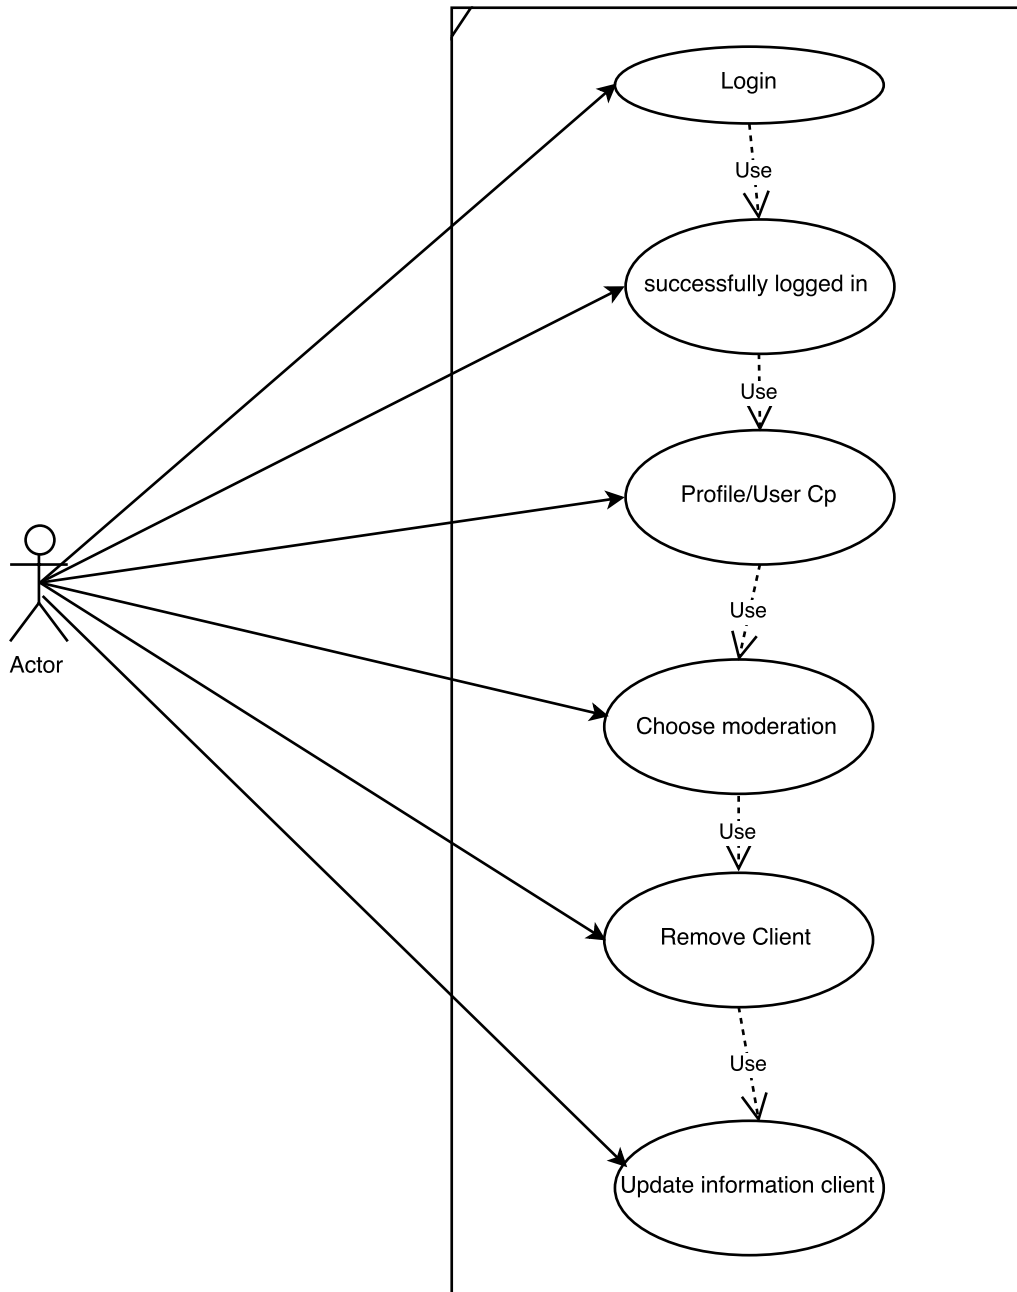 Login
Use
successfully logged in
Use
Profile/User Cp
Use
Actor
Choose moderation
Use
Remove Client
Use
Update information client